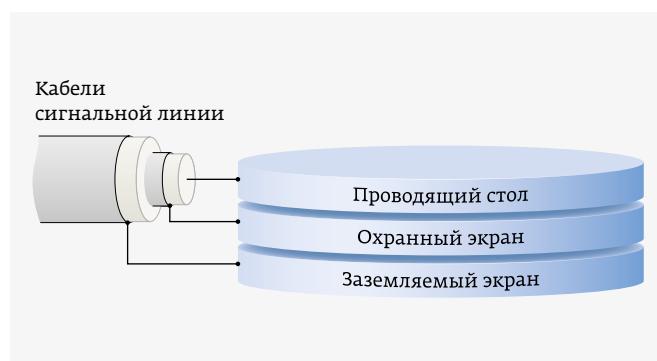 Кабели
сигнальной линии
Проводящий стол
Охранный экран
Заземляемый экран